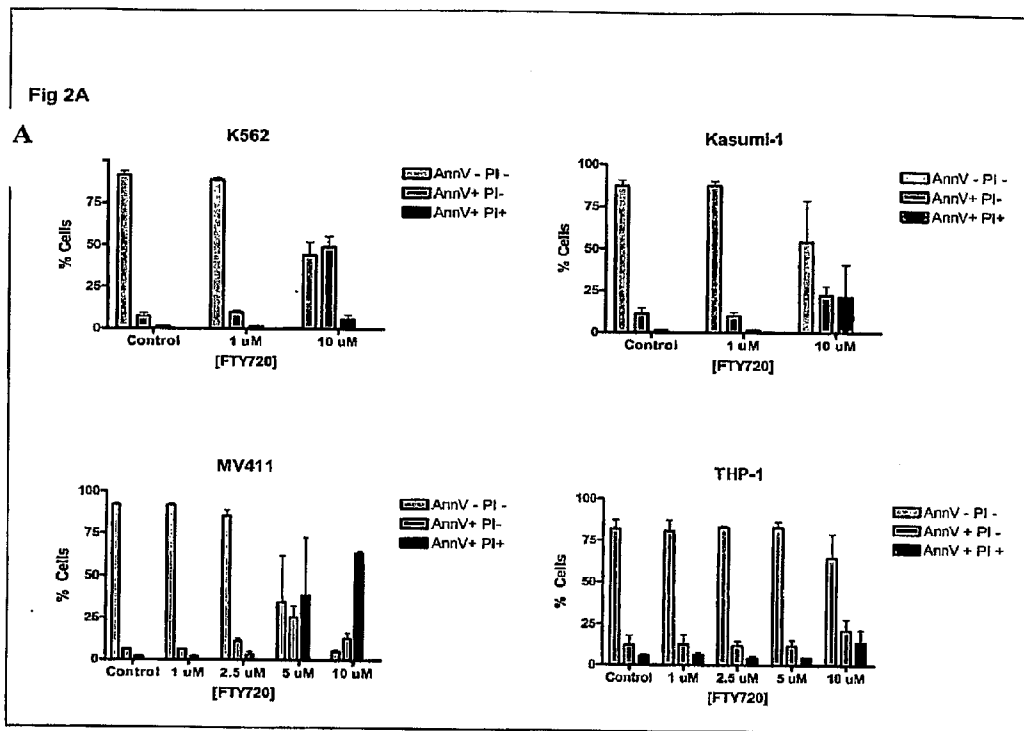 Fig 2A
A
K562
% Cells
75
50
25
0
Control
1 uM
10 uM
[FTY720]
AnnV - PI -
AnnV+ PI-
AnnV+ PI+
Kasumi-1
% Cells
100
75
50
25
0
Control
1 uM
10 uM
[FTY720]
AnnV - PI -
AnnV+ PI-
AnnV+ PI+
MV411
% Cells
100
75
50
25
0
Control
1 uM
2.5 uM
5 uM
10 uM
[FTY720]
AnnV - PI -
AnnV+ PI-
AnnV+ PI+
THP-1
% Cells
100
75
50
25
0
Control
1 uM
2.5 uM
5 uM
10 uM
[FTY720]
AnnV - PI -
AnnV + PI -
AnnV + PI +